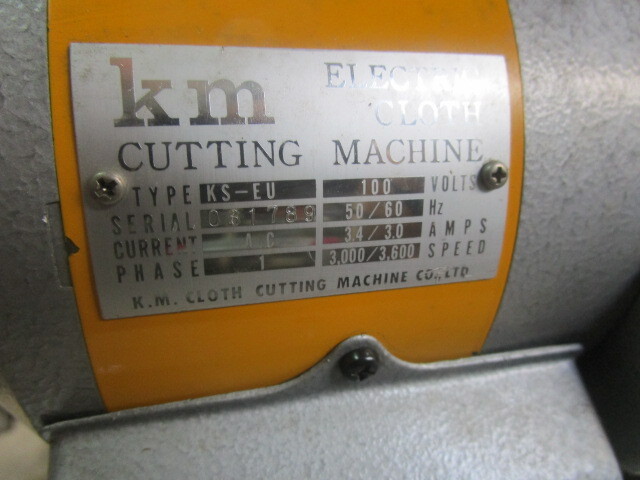 km ELECTRIC
CLOTH
CUTTING MACHINE
TYPE KS-EU 100 VOLTS
SERIAL 50/60 Hz
CURRENT AC 3.4/3.0 AMPS
PHASE 1 3,000/3,600 SPEED
K.M. CLOTH CUTTING MACHINE CO.,LTD